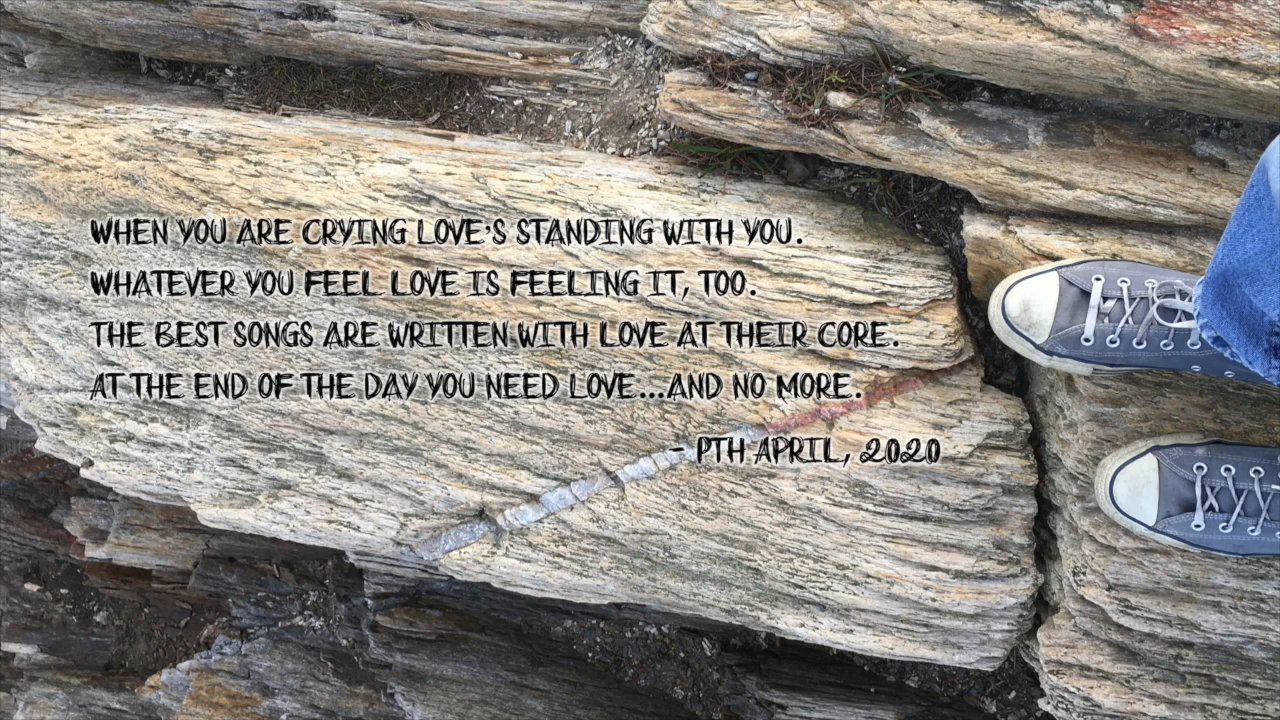 WHEN YOU ARE CRYING LOVE'S STANDING WITH YOU.
WHATEVER YOU FEEL LOVE IS FEELING IT, TOO.
THE BEST SONGS ARE WRITTEN WITH LOVE AT THEIR CORE.
AT THE END OF THE DAY YOU NEED LOVE...AND NO MORE.
- PTH APRIL, 2020